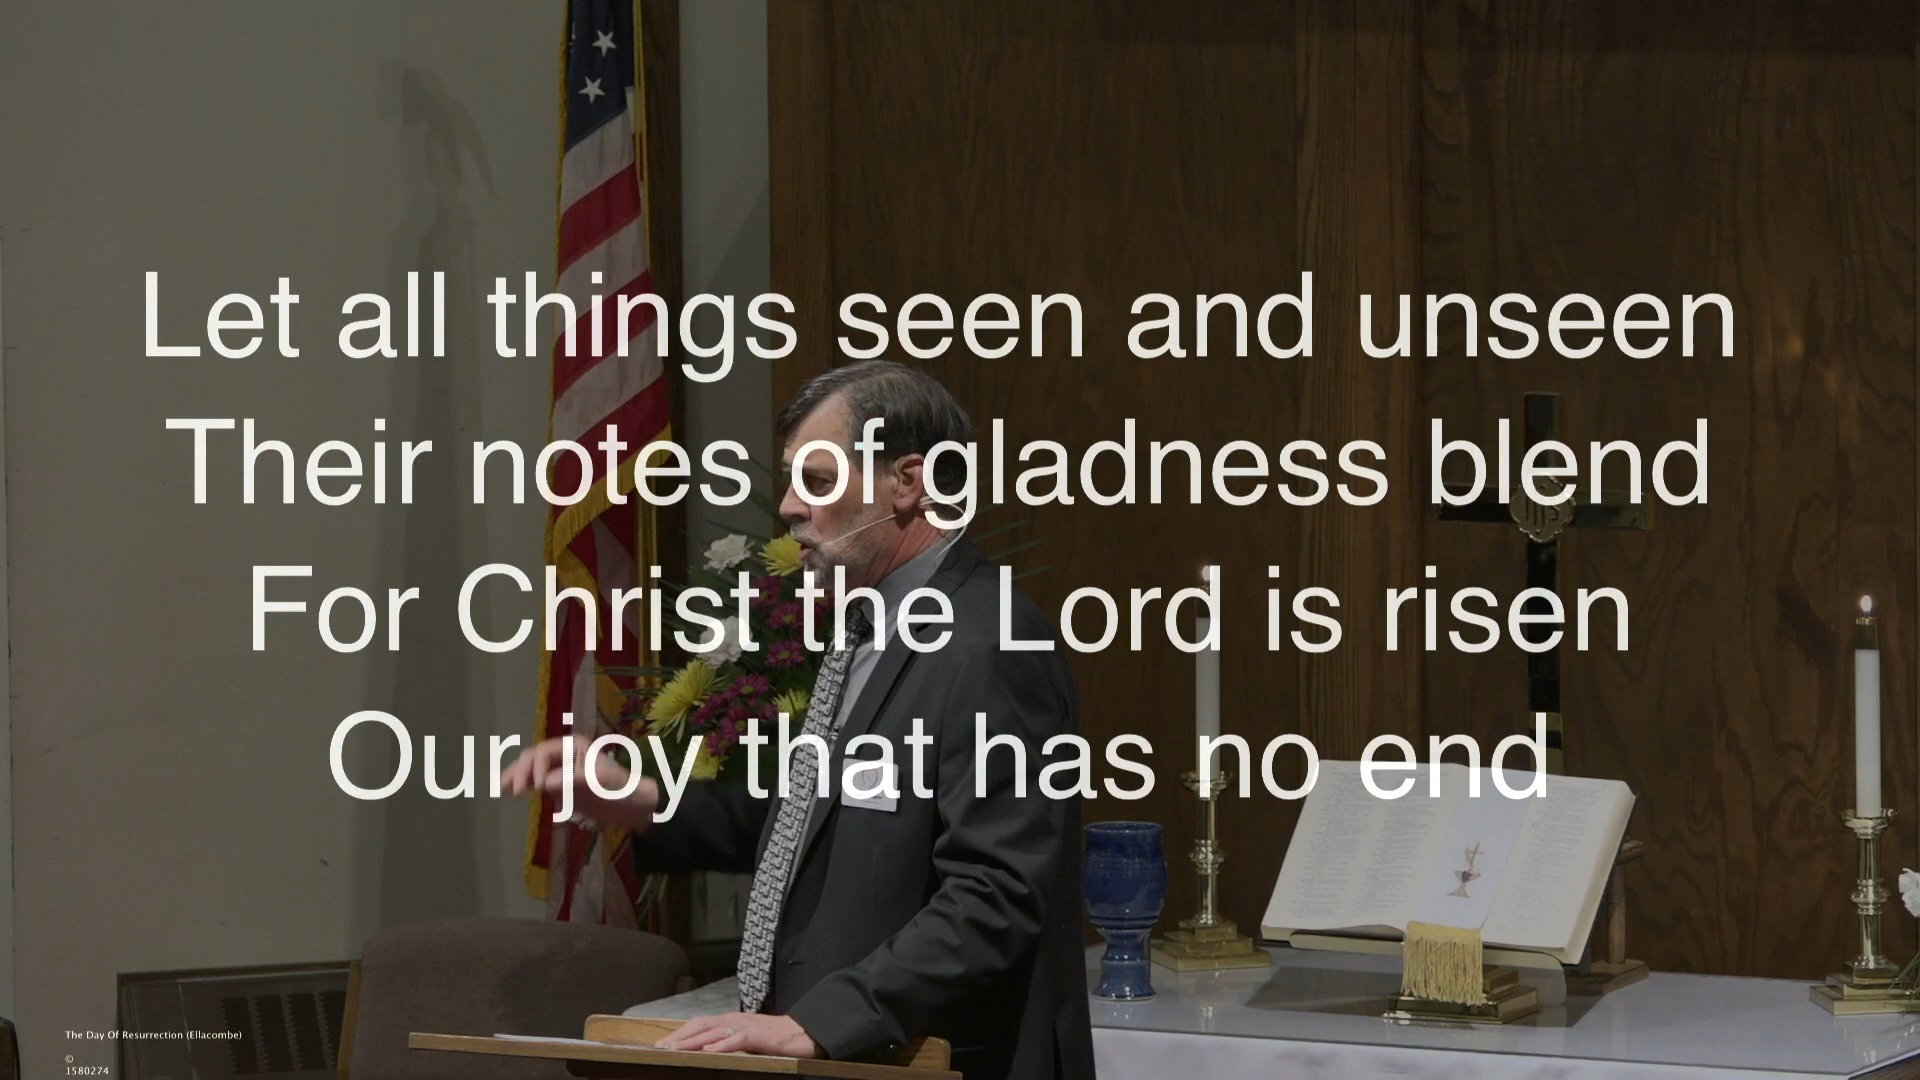 Let all things seen and unseen
Their notes of gladness blend
For Christ the Lord is risen
Our joy that has no end
The Day Of Resurrection (Ellacombe)
©
1580274